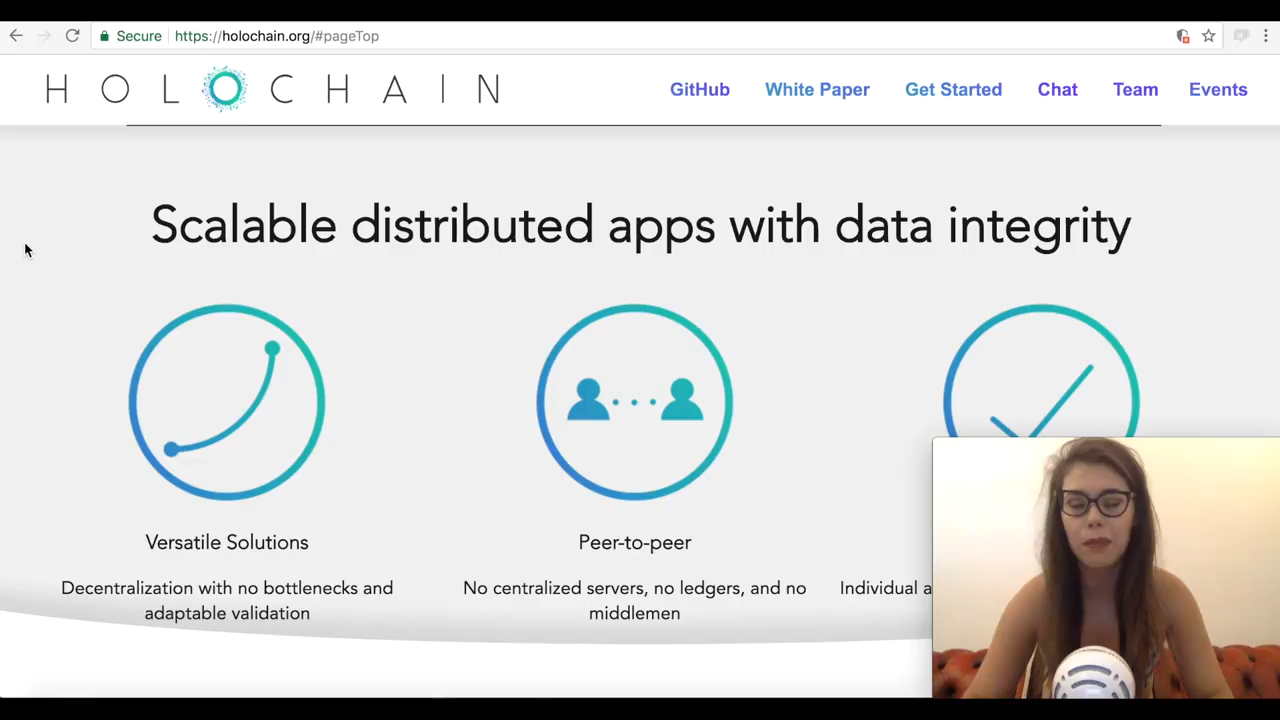 Secure https://holochain.org/#pageTop
HOLOCHAIN GitHub White Paper Get Started Chat Team Events
Scalable distributed apps with data integrity
Versatile Solutions
Decentralization with no bottlenecks and
adaptable validation
Peer-to-peer
No centralized servers, no ledgers, and no
middlemen
Individual a